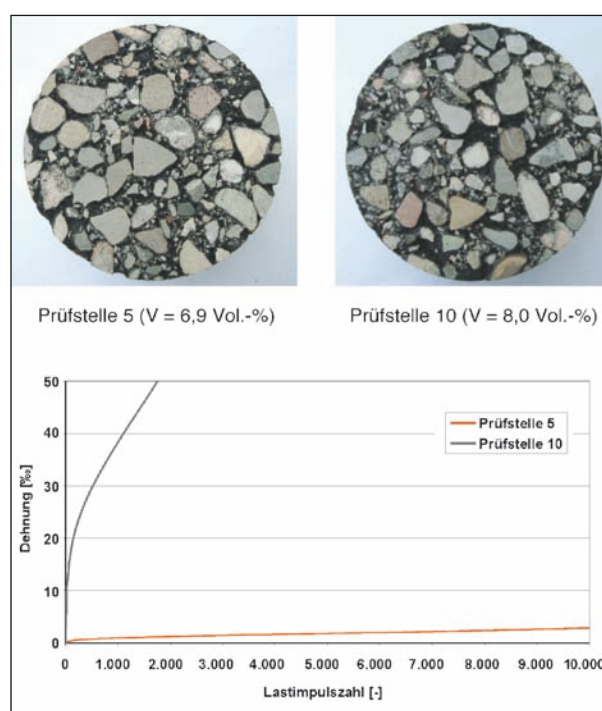 Prüfstelle 5 (V = 6,9 Vol.-%)
Prüfstelle 10 (V = 8,0 Vol.-%)
50
40
30
20
10
0
Dehnung [‰]
Prüfstelle 5
Prüfstelle 10
0 1.000 2.000 3.000 4.000 5.000 6.000 7.000 8.000 9.000 10.000
Lastimpulszahl [-]